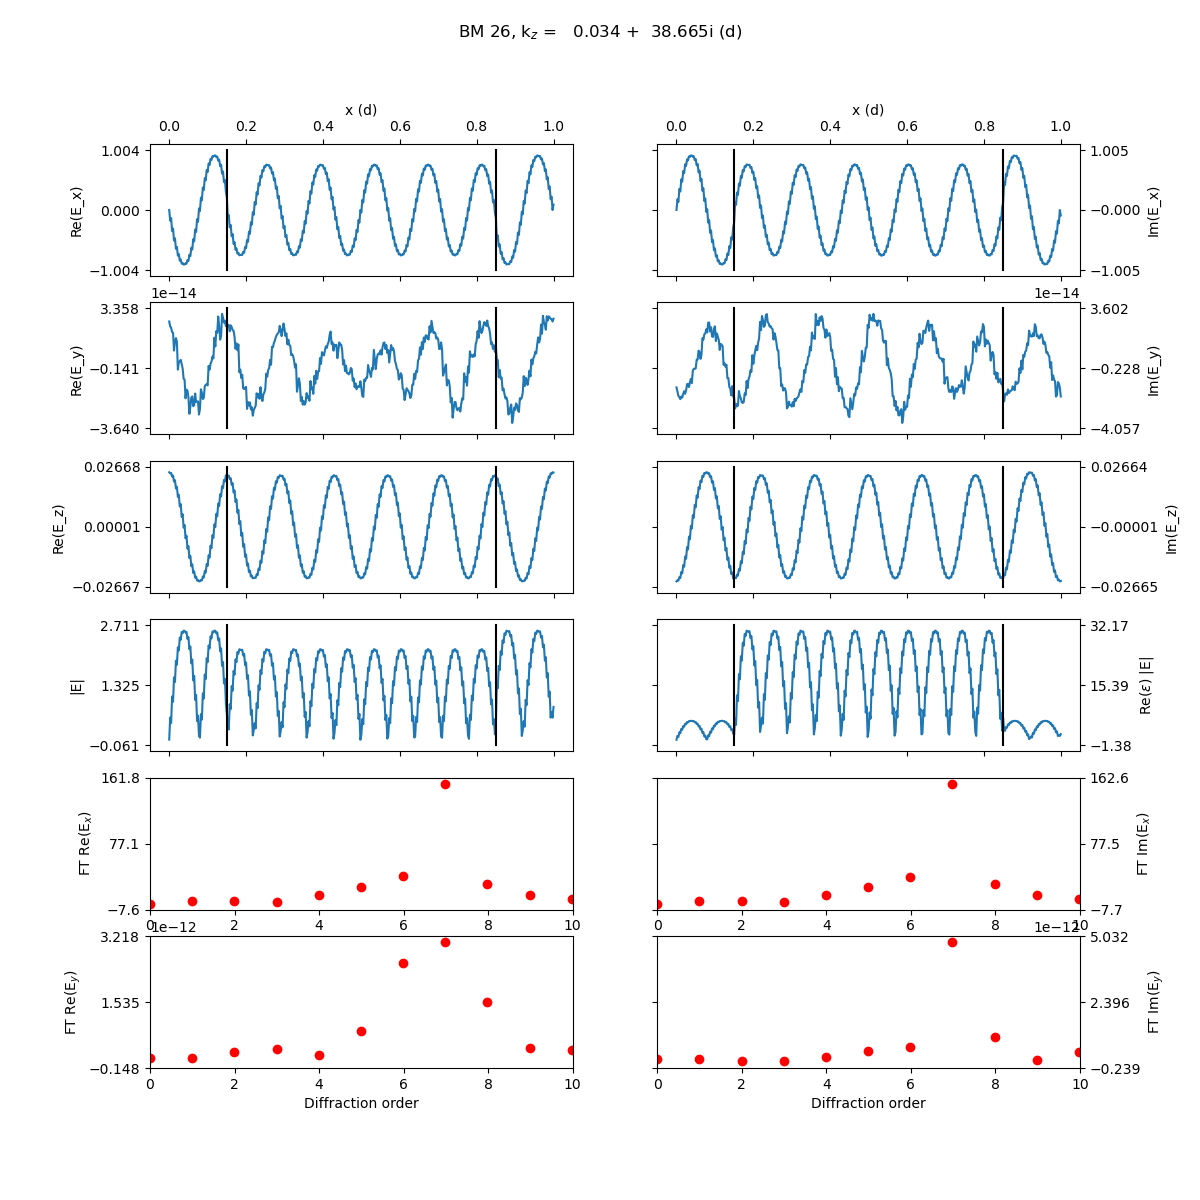 BM 26, k_z =   0.034 +  38.665i (d)
x (d)
x (d)
0.0 0.2 0.4 0.6 0.8 1.0
0.0 0.2 0.4 0.6 0.8 1.0
Re(E_x)
1.004
0.000
−1.004
1.005
−0.000
−1.005
Im(E_x)
1e−14
1e−14
Re(E_y)
3.358
−0.141
−3.640
3.602
−0.228
−4.057
Im(E_y)
Re(E_z)
0.02668
0.00001
−0.02667
0.02664
−0.00001
−0.02665
Im(E_z)
|E|
2.711
1.325
−0.061
32.17
15.39
−1.38
Re(ε) |E|
FT Re(E_x)
161.8
77.1
−7.6
0 2 4 6 8 10
162.6
77.5
−7.7
FT Im(E_x)
0 2 4 6 8 10
1e−12
1e−12
FT Re(E_y)
3.218
1.535
−0.148
0 2 4 6 8 10
Diffraction order
5.032
2.396
−0.239
FT Im(E_y)
0 2 4 6 8 10
Diffraction order